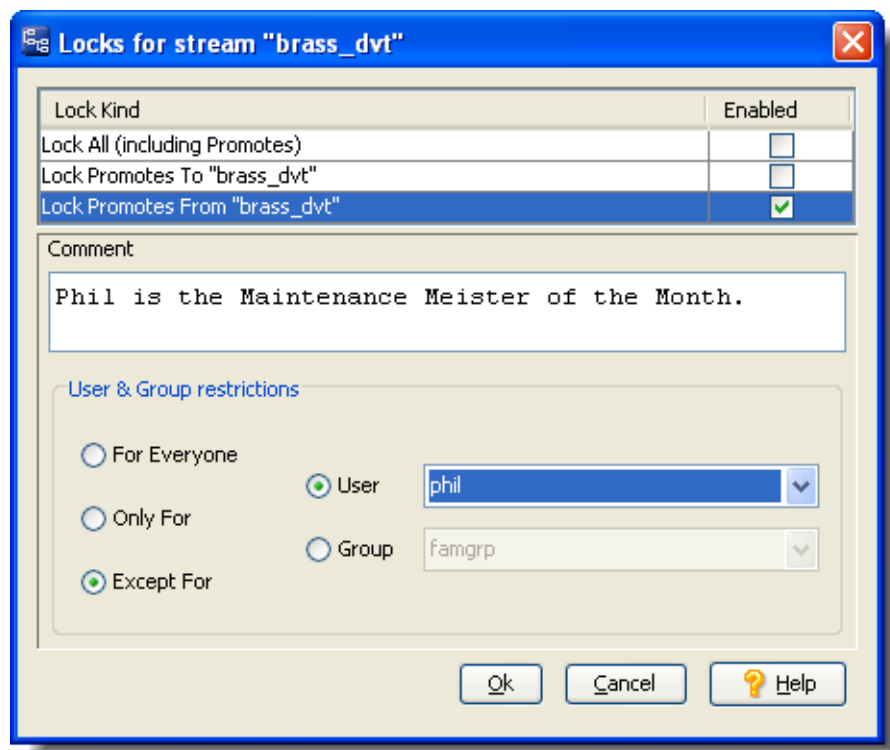 Locks for stream "brass_dvt"
Lock Kind Enabled
Lock All (including Promotes)
Lock Promotes To "brass_dvt"
Lock Promotes From "brass_dvt"
Comment
Phil is the Maintenance Meister of the Month.
User & Group restrictions
For Everyone
User phil
Only For
Group famgrp
Except For
Ok Cancel Help